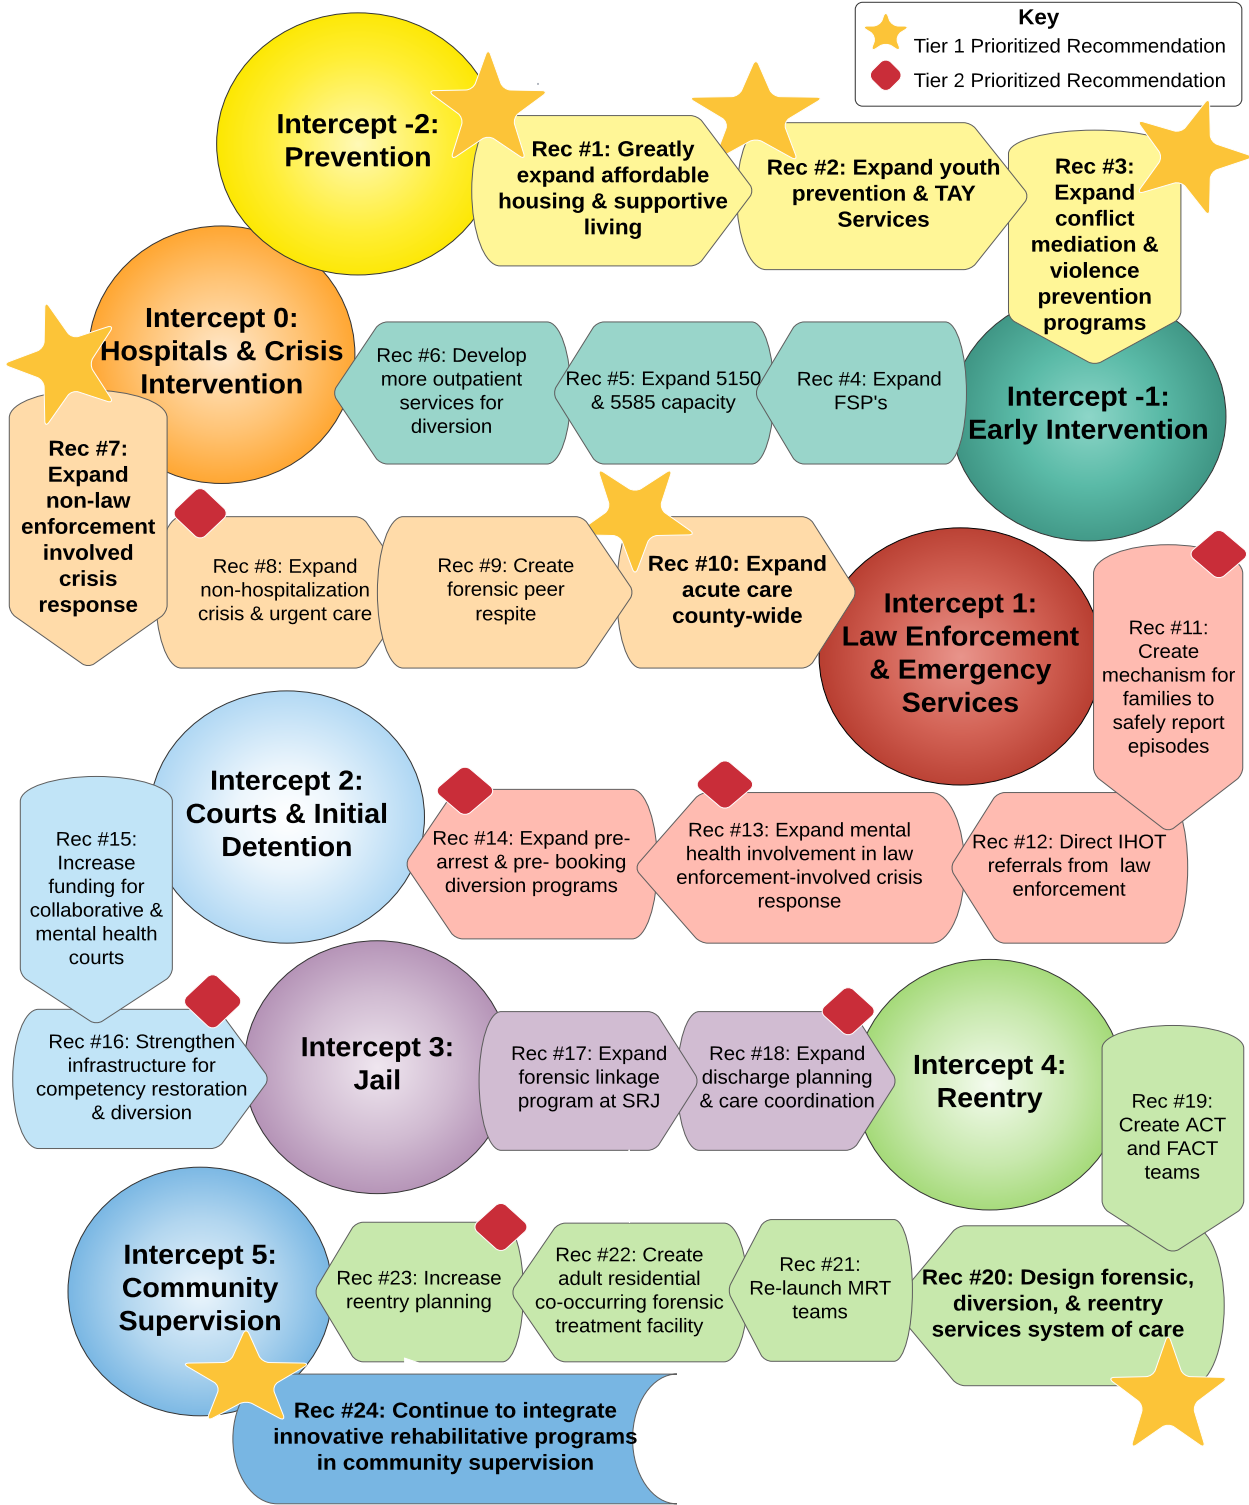 Key
Tier 1 Prioritized Recommendation
Tier 2 Prioritized Recommendation
Intercept -2:
Prevention
Rec #1: Greatly
expand affordable
housing & supportive
living
Rec #2: Expand youth
prevention & TAY
Services
Rec #3:
Expand
conflict
mediation &
violence
prevention
programs
Intercept -1:
Early Intervention
Rec #4: Expand
FSP's
Rec #5: Expand 5150
& 5585 capacity
Rec #6: Develop
more outpatient
services for
diversion
Intercept 0:
Hospitals & Crisis
Intervention
Rec #7:
Expand
non-law
enforcement
involved
crisis
response
Rec #8: Expand
non-hospitalization
crisis & urgent care
Rec #9: Create
forensic peer
respite
Rec #10: Expand
acute care
county-wide
Intercept 1:
Law Enforcement
& Emergency
Services
Rec #11:
Create
mechanism for
families to
safely report
episodes
Rec #12: Direct IHOT
referrals from  law
enforcement
Rec #13: Expand mental
health involvement in law
enforcement-involved crisis
response
Rec #14: Expand pre-
arrest & pre- booking
diversion programs
Intercept 2:
Courts & Initial
Detention
Rec #15:
Increase
funding for
collaborative &
mental health
courts
Rec #16: Strengthen
infrastructure for
competency restoration
& diversion
Intercept 3:
Jail
Rec #17: Expand
forensic linkage
program at SRJ
Rec #18: Expand
discharge planning
& care coordination
Intercept 4:
Reentry
Rec #19:
Create ACT
and FACT
teams
Rec #20: Design forensic,
diversion, & reentry
services system of care
Rec #21:
Re-launch MRT
teams
Rec #22: Create
adult residential
co-occurring forensic
treatment facility
Rec #23: Increase
reentry planning
Intercept 5:
Community
Supervision
Rec #24: Continue to integrate
innovative rehabilitative programs
in community supervision